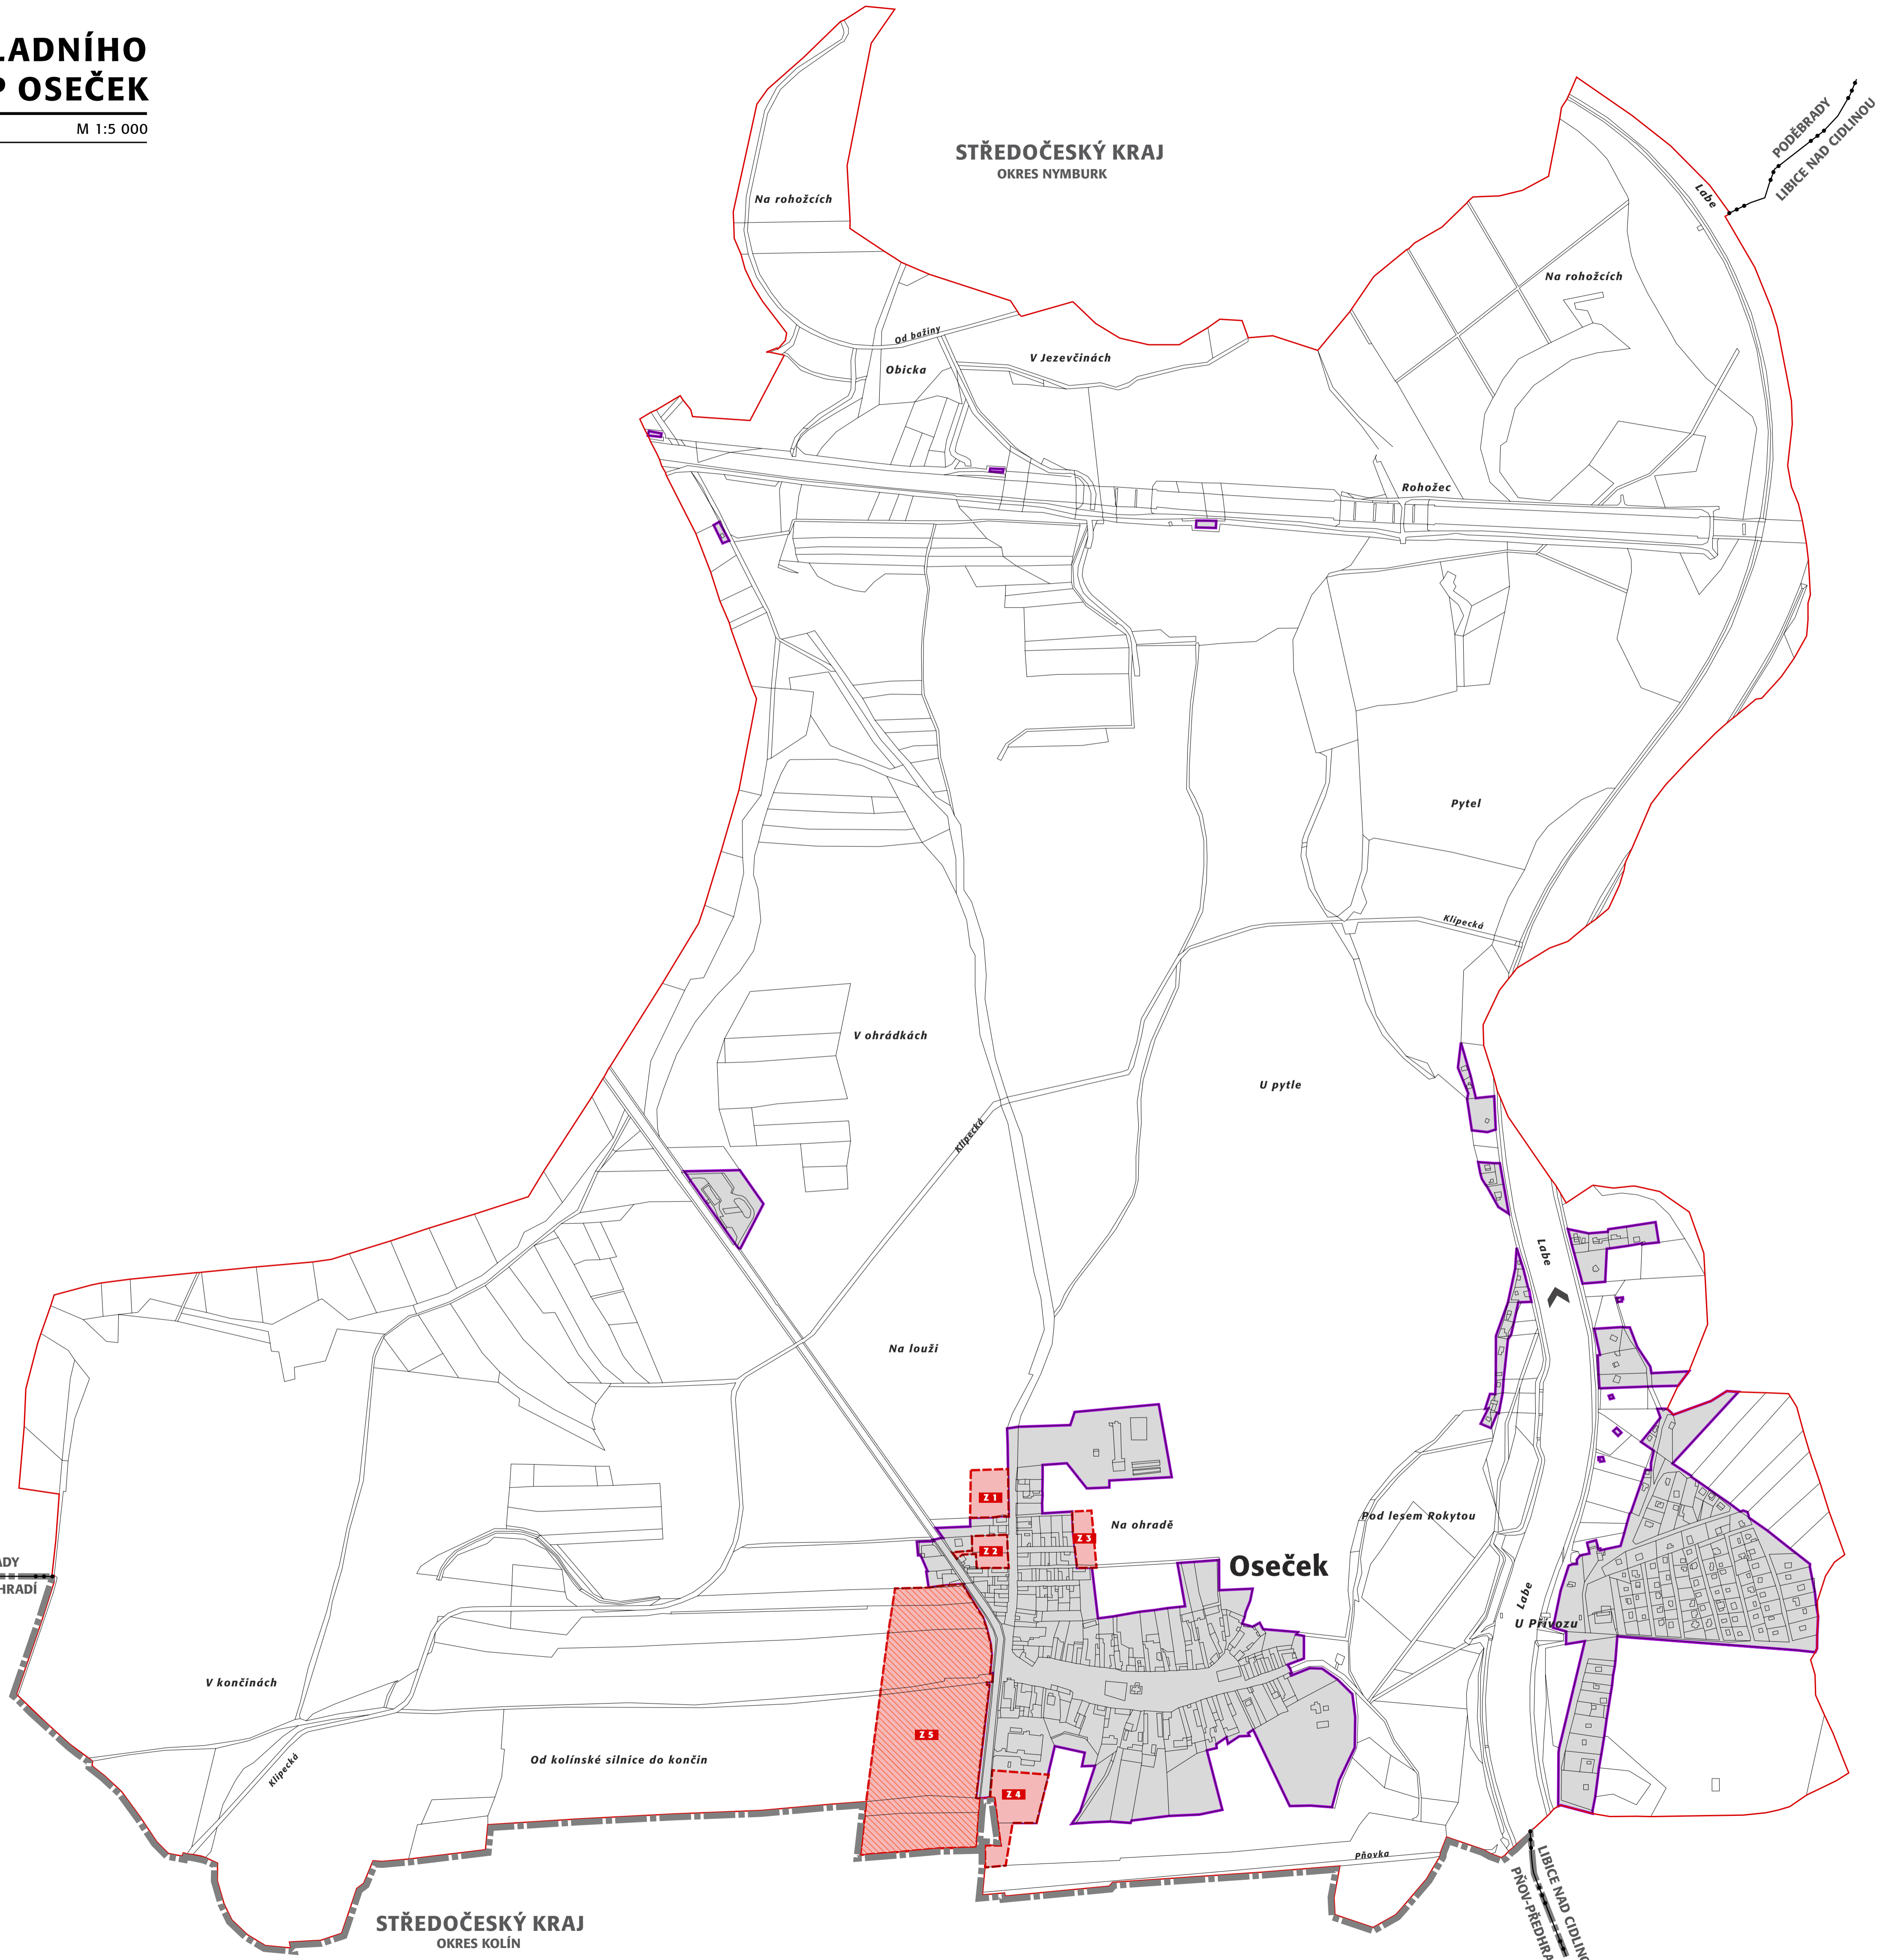 LADNÍHO
P OSEČEK
M 1:5 000
STŘEDOČESKÝ KRAJ
OKRES NYMBURK
PODĚBRADY
LIBICE NAD CIDLINOU
Labe
Na rohožcích
Na rohožcích
Od bažiny
V Jezevčinách
Obicka
Rohožec
Pytel
Klipecká
V ohrádkách
U pytle
Klipecká
Labe
Na louži
Z 1
Na ohradě
Pod lesem Rokytou
Z 3
Z 2
Oseček
ADY
HRADÍ
Labe
U Přívozu
V končinách
Z 5
Od kolínské silnice do končin
Klipecká
Z 4
Pňovka
LIBICE NAD CIDLINO
PŇOV-PŘEDHRA
STŘEDOČESKÝ KRAJ
OKRES KOLÍN